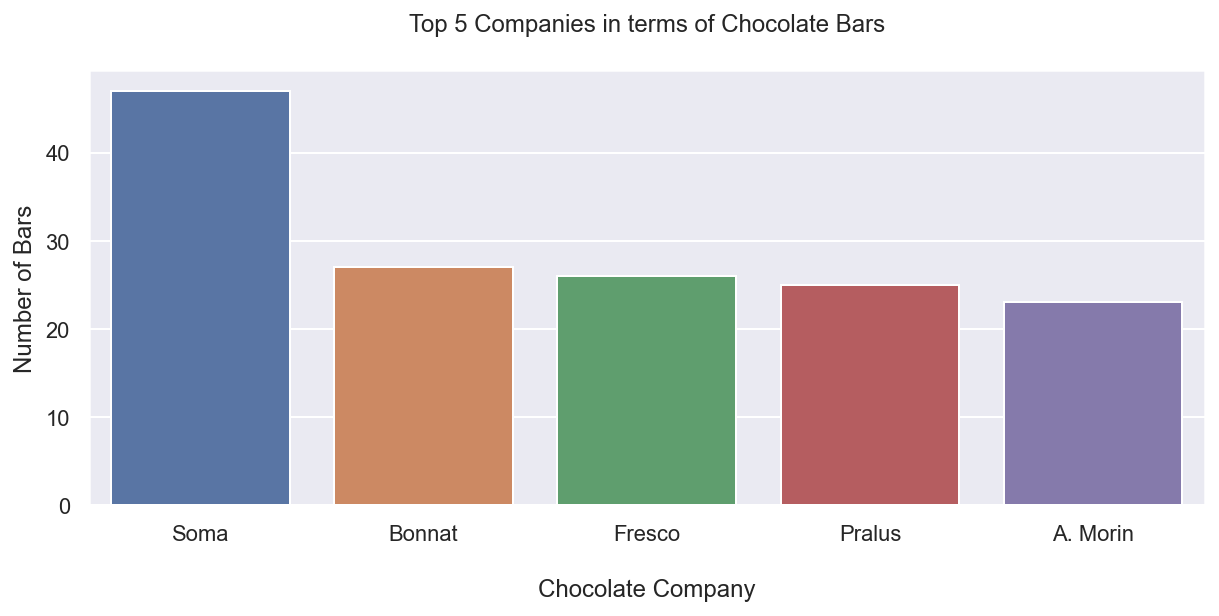 Top 5 Companies in terms of Chocolate Bars
Number of Bars
40
30
20
10
0
Soma Bonnat Fresco Pralus A. Morin
Chocolate Company